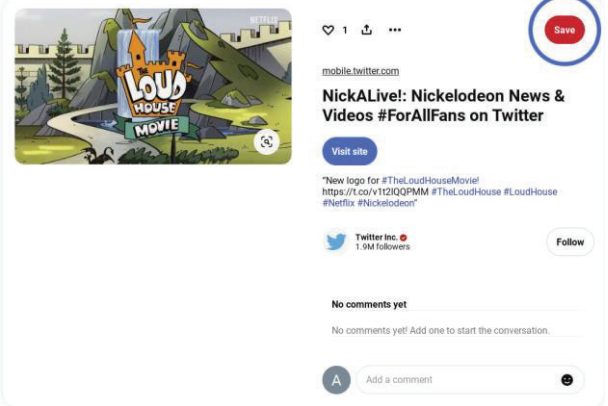 NETFLIX
THE
LOUD
HOUSE
MOVIE
1
Save
mobile.twitter.com
NickALive!: Nickelodeon News &
Videos #ForAllFans on Twitter
Visit site
"New logo for #TheLoudHouseMovie!
https://t.co/v1t2lQQPMM #TheLoudHouse #LoudHouse
#Netflix #Nickelodeon"
Twitter Inc.
1.9M followers
Follow
No comments yet
No comments yet! Add one to start the conversation.
A
Add a comment